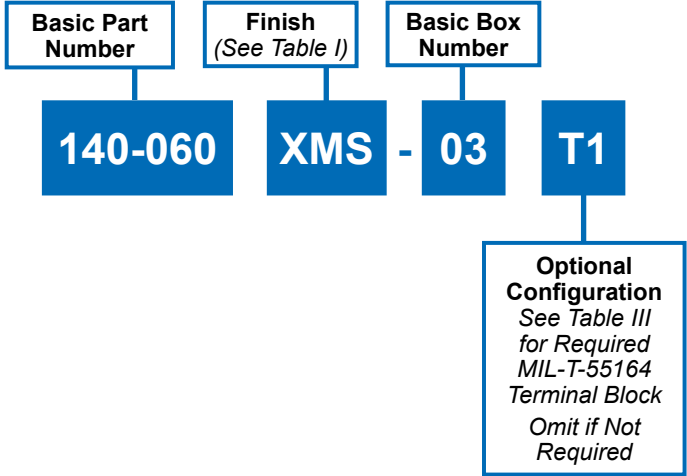 Basic Part
Number
Finish
(See Table I)
Basic Box
Number
140-060
XMS
-
03
T1
Optional
Configuration
See Table III
for Required
MIL-T-55164
Terminal Block
Omit if Not
Required